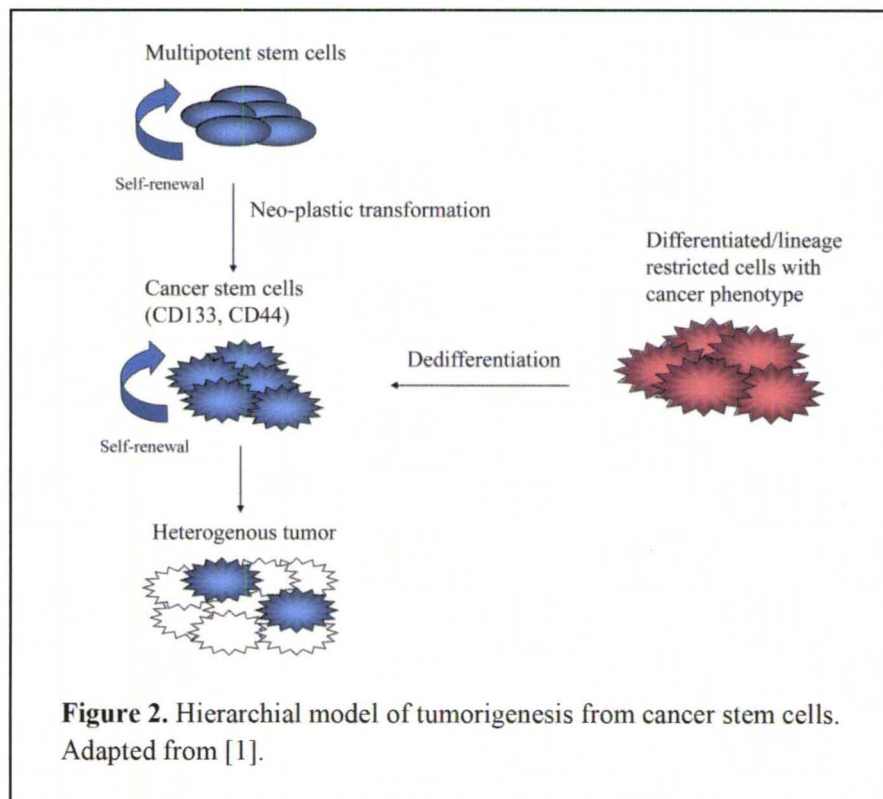 Multipotent stem cells
Self-renewal
Neo-plastic transformation
Differentiated/lineage
restricted cells with
cancer phenotype
Cancer stem cells
(CD133, CD44)
Dedifferentiation
Self-renewal
Heterogenous tumor
Figure 2. Hierarchial model of tumorigenesis from cancer stem cells.
Adapted from [1].